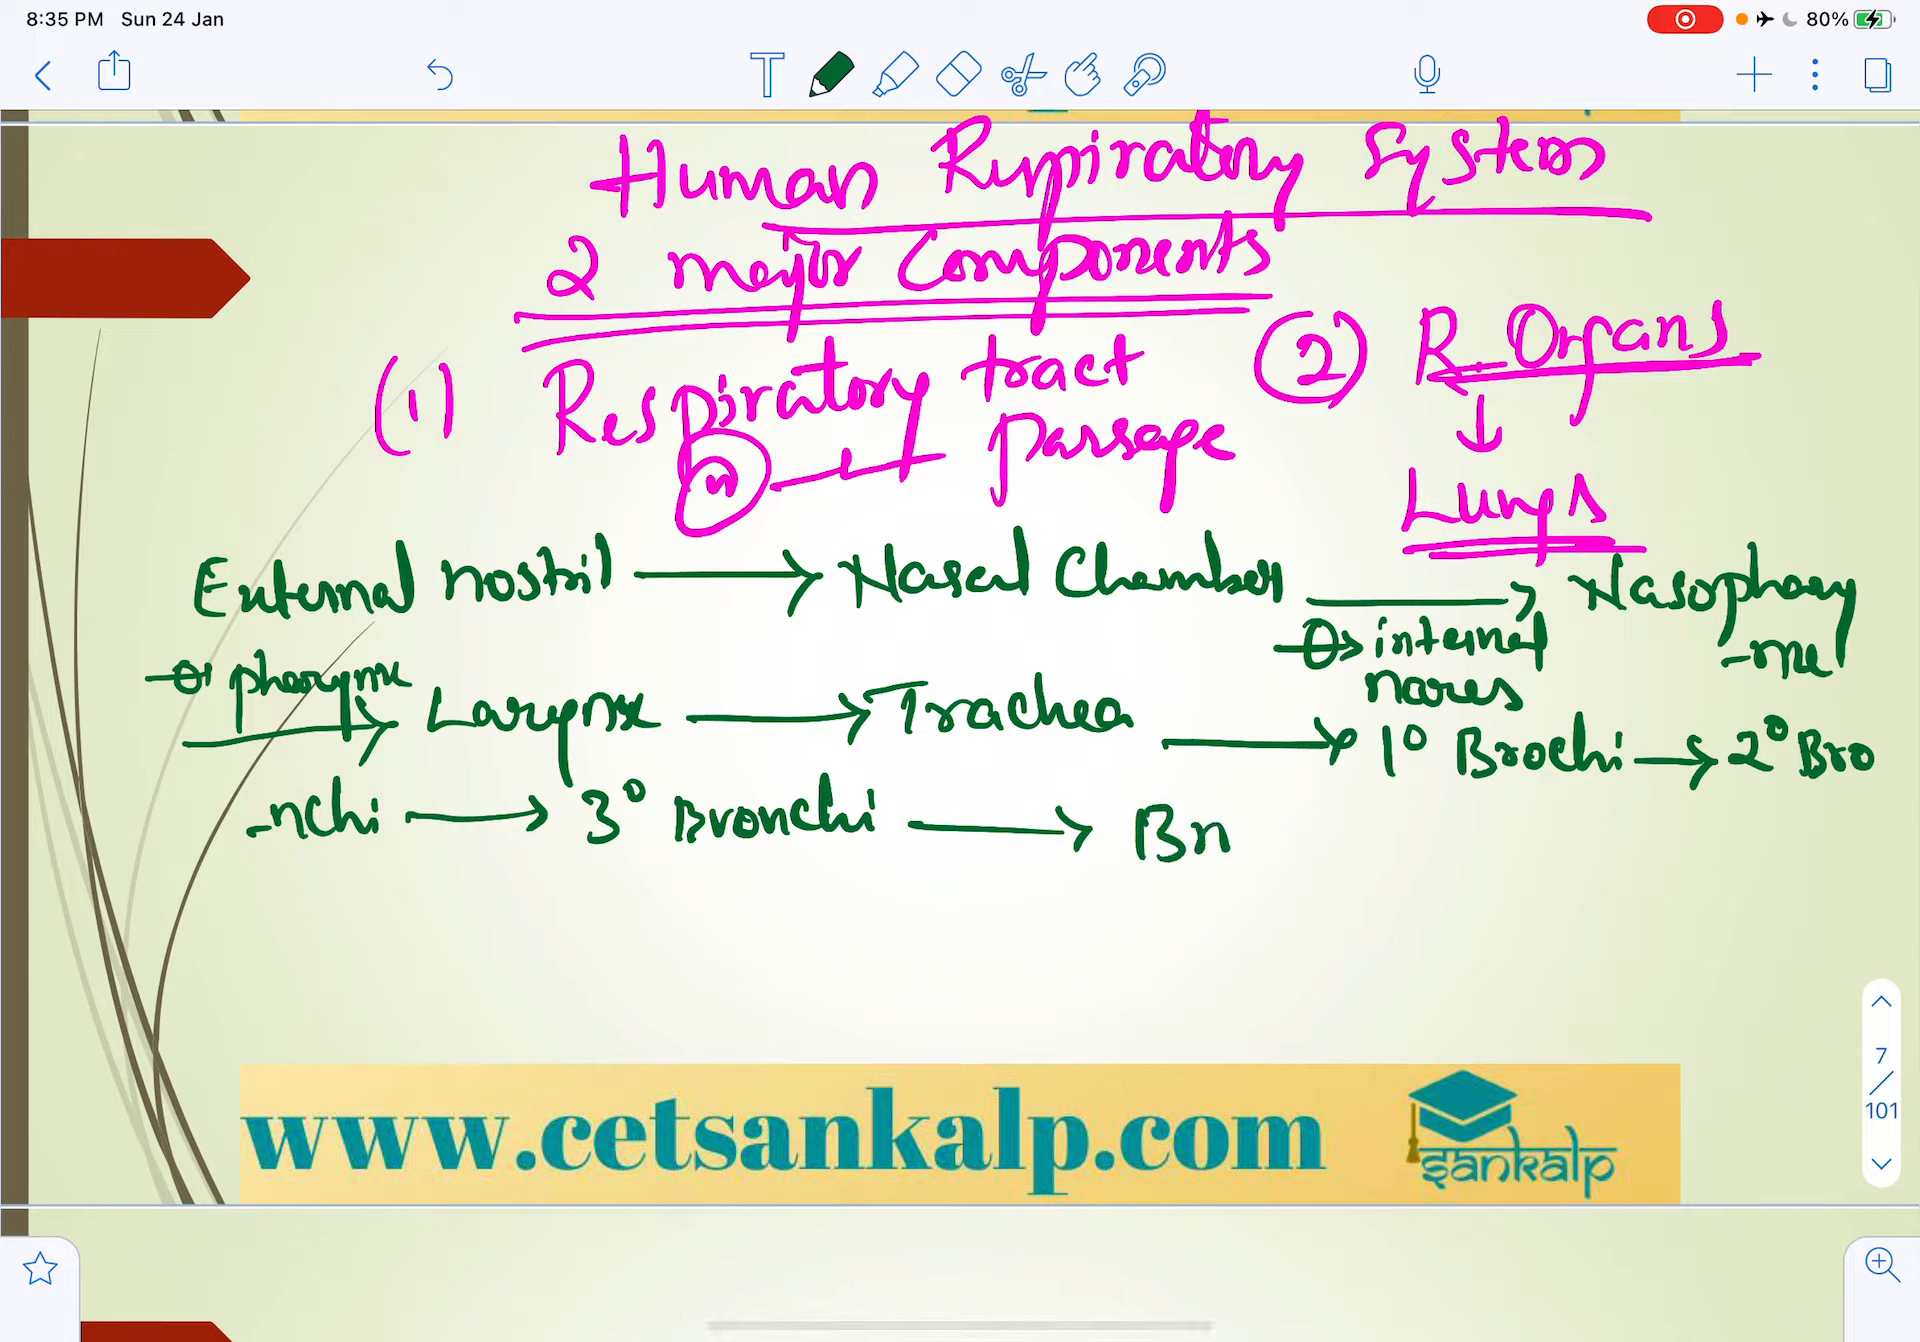 8:35 PM Sun 24 Jan
80%
Human Respiratory System
2 major Components
(1) Respiratory tract
(2) R. Organs
passage
Lungs
External nostril → Nasal Chamber → Nasophary
internal
-nx
nares
pharynx
→ Larynx → Trachea → 1° Brochi → 2° Bro
-nchi → 3° Bronchi → Bn
7
101
www.cetsankalp.com
sankalp